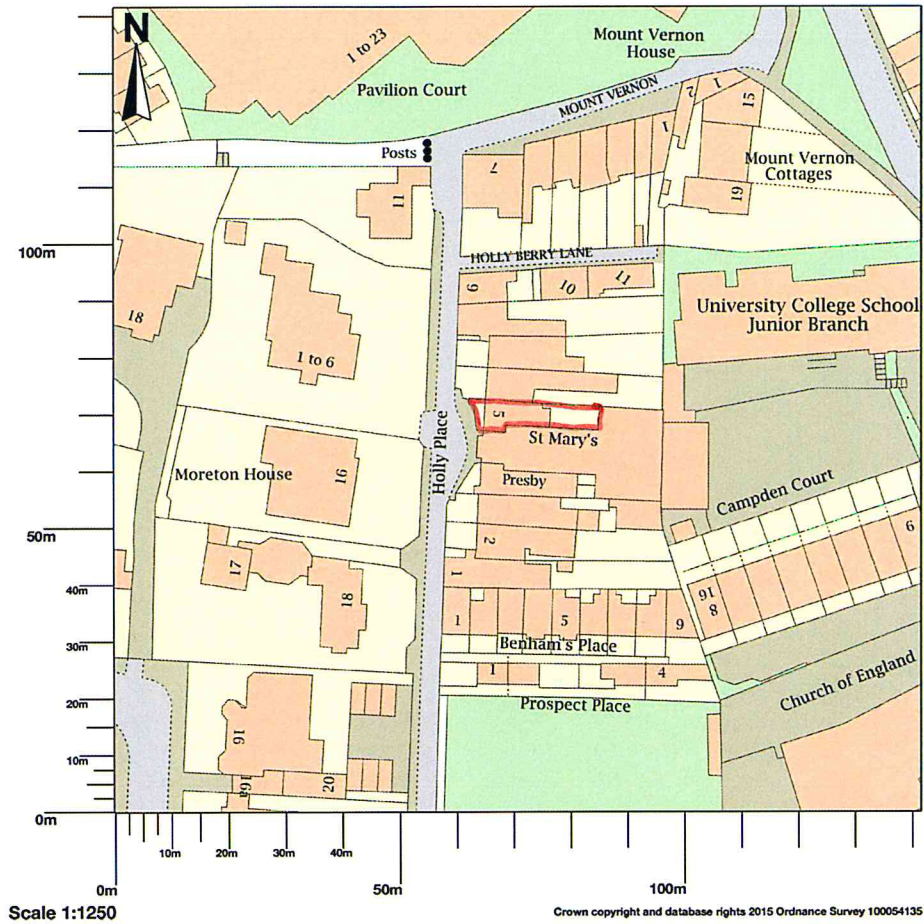 N
1 to 23
Pavilion Court
Mount Vernon
House
MOUNT VERNON
Posts
7
1
2
1
15
19
Mount Vernon
Cottages
11
100m
HOLLY BERRY LANE
9
10
11
University College School
Junior Branch
18
1 to 6
5
St Mary's
Holly Place
Moreton House
16
Presby
Campden Court
50m
2
17
18
1
40m
1
5
9
16
8
9
30m
Benham's Place
1
4
Church of England
20m
Prospect Place
16
10m
16a
20
0m
10m
20m
30m
40m
0m
50m
100m
Scale 1:1250
Crown copyright and database rights 2015 Ordnance Survey 100054135